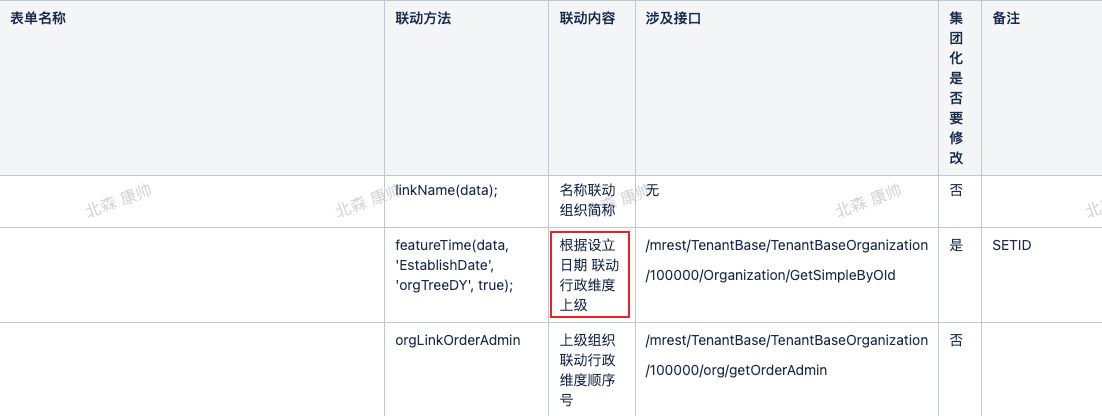 表单名称
联动方法
联动内容
涉及接口
集
团
化
是
否
要
修
改
备注
linkName(data);
名称联动
组织简称
无
否
featureTime(data,
'EstablishDate',
'orgTreeDY', true);
根据设立
日期 联动
行政维度
上级
/mrest/TenantBase/TenantBaseOrganization
/100000/Organization/GetSimpleByOId
是
SETID
orgLinkOrderAdmin
上级组织
联动行政
维度顺序
号
/mrest/TenantBase/TenantBaseOrganization
/100000/org/getOrderAdmin
否
北森 康帅
北森 康帅
北森 康帅
北森 康帅